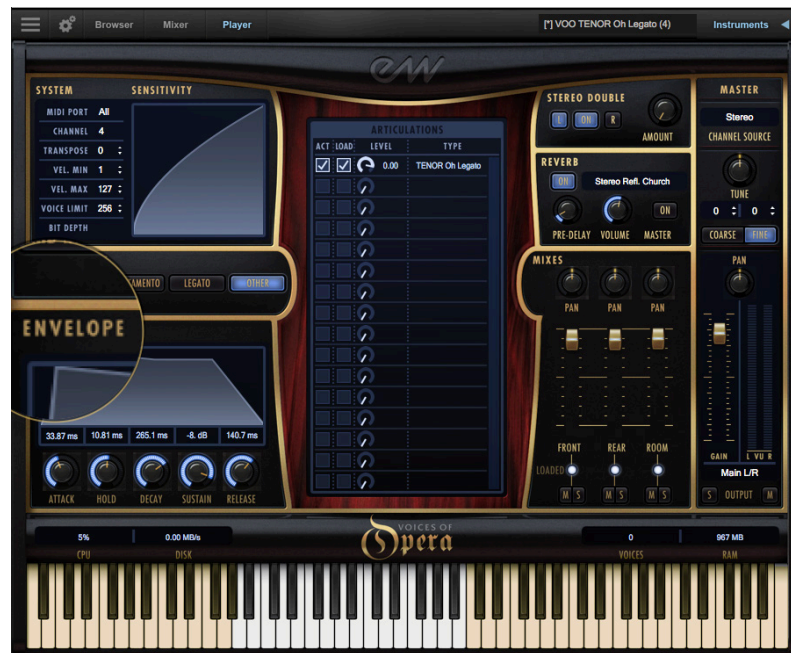 Browser Mixer Player [*] VOO TENOR Oh Legato (4) Instruments
EW
SYSTEM SENSITIVITY
MIDI PORT All
CHANNEL 4
TRANSPOSE 0
VEL. MIN 1
VEL. MAX 127
VOICE LIMIT 256
BIT DEPTH
AMENTO LEGATO OTHER
ENVELOPE
33.87 ms 10.81 ms 265.1 ms -8. dB 140.7 ms
ATTACK HOLD DECAY SUSTAIN RELEASE
ARTICULATIONS
ACT LOAD LEVEL TYPE
0.00 TENOR Oh Legato
STEREO DOUBLE
L ON R
AMOUNT
REVERB
ON Stereo Refl. Church
ON
PRE-DELAY VOLUME MASTER
MIXES
PAN PAN PAN
FRONT REAR ROOM
LOADED
M S M S M S
MASTER
Stereo
CHANNEL SOURCE
TUNE
0 0
COARSE FINE
PAN
GAIN L VU R
Main L/R
S OUTPUT M
5% 0.00 MB/s
CPU DISK
VOICES OF
Opera
0 967 MB
VOICES RAM